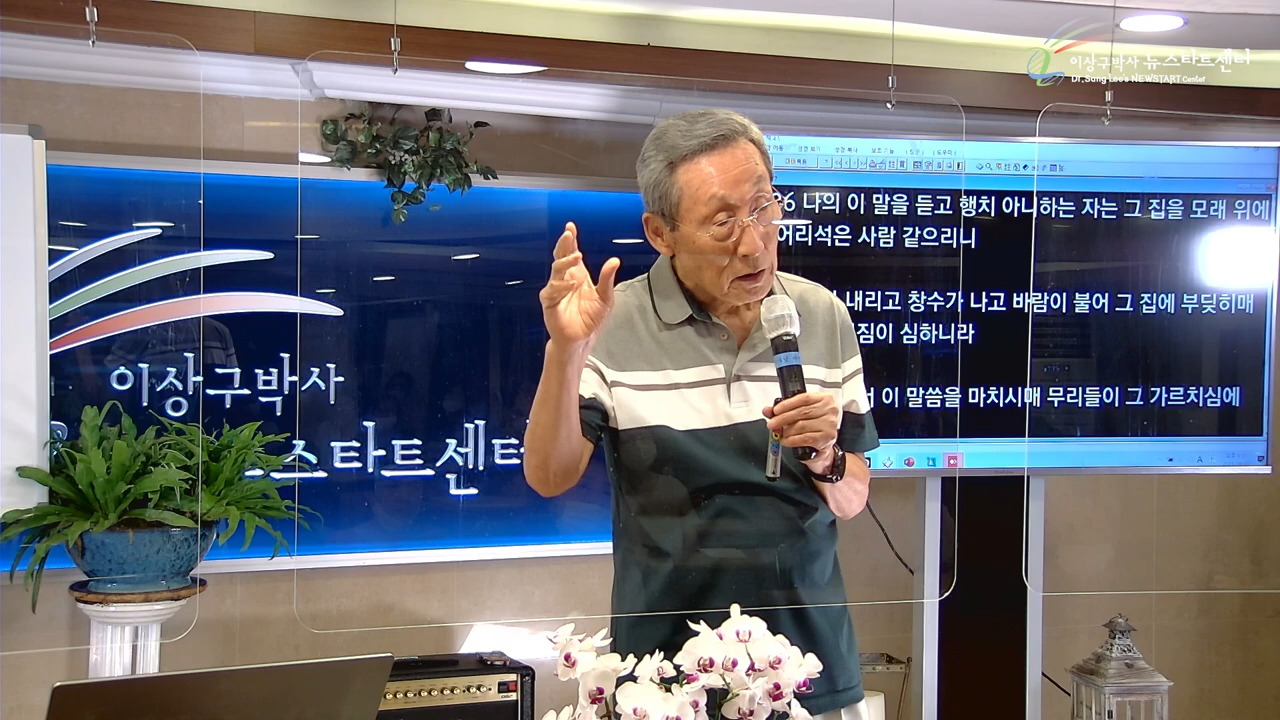 이상구박사 뉴스타트센터
Dr. Sang Lee's NEWSTART Center
이상구박사
스타트센터
26 나의 이 말을 듣고 행치 아니하는 자는 그 집을 모래 위에
어리석은 사람 같으리니
내리고 창수가 나고 바람이 불어 그 집에 부딪히매
짐이 심하니라
이 말씀을 마치시매 무리들이 그 가르치심에